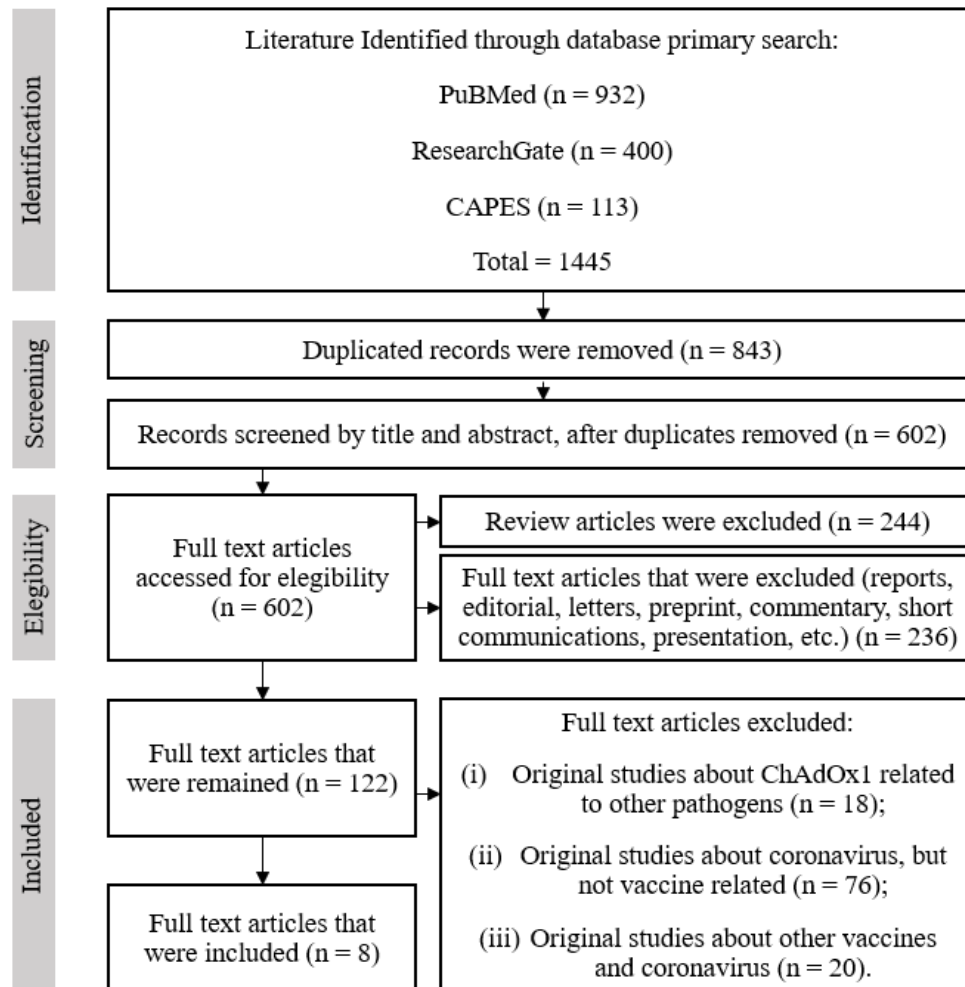 Identification
Literature Identified through database primary search:
PuBMed (n = 932)
ResearchGate (n = 400)
CAPES (n = 113)
Total = 1445
Screening
Duplicated records were removed (n = 843)
Records screened by title and abstract, after duplicates removed (n = 602)
Elegibility
Full text articles
accessed for elegibility
(n = 602)
Review articles were excluded (n = 244)
Full text articles that were excluded (reports,
editorial, letters, preprint, commentary, short
communications, presentation, etc.) (n = 236)
Included
Full text articles that
were remained (n = 122)
Full text articles excluded:
(i) Original studies about ChAdOx1 related
to other pathogens (n = 18);
(ii) Original studies about coronavirus, but
not vaccine related (n = 76);
(iii) Original studies about other vaccines
and coronavirus (n = 20).
Full text articles that
were included (n = 8)